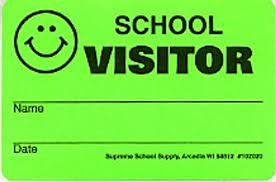 SCHOOL
VISITOR
Name
Date
Supreme School Supply, Arcadia WI 54612 #102020